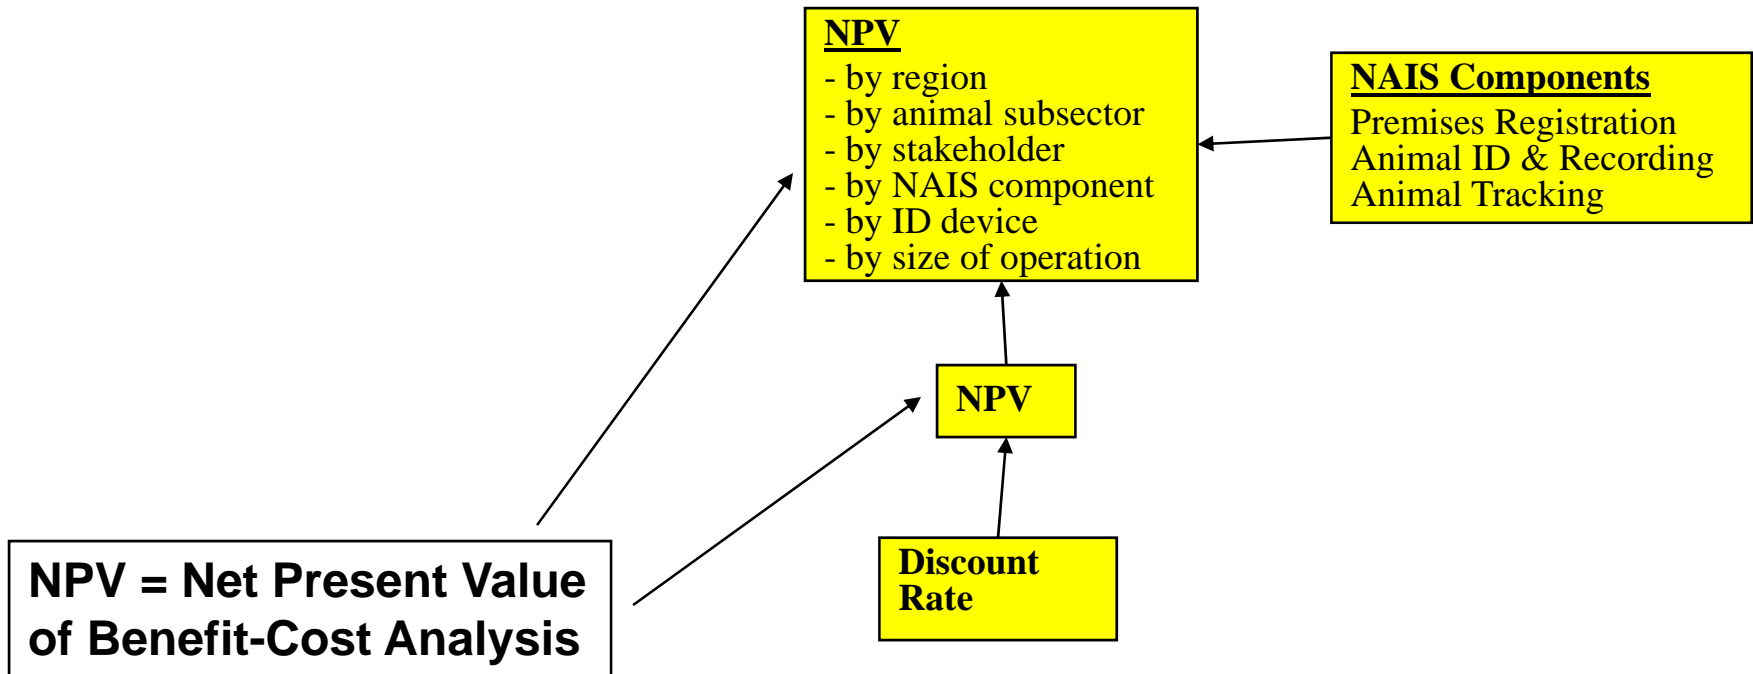 NPV
- by region
- by animal subsector
- by stakeholder
- by NAIS component
- by ID device
- by size of operation
NAIS Components
Premises Registration
Animal ID & Recording
Animal Tracking
NPV
Discount
Rate
NPV = Net Present Value
of Benefit-Cost Analysis